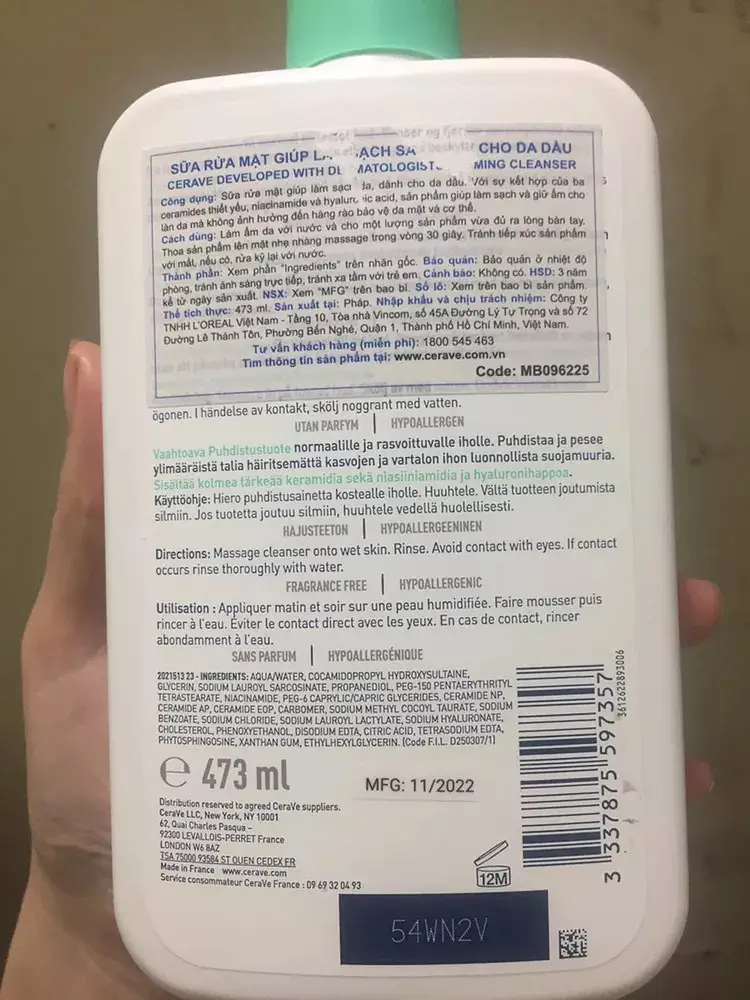 SỮA RỬA MẶT GIÚP ẠCH SÂ CHO DA DẦU
CERAVE DEVELOPED WITH DE MATOLOGIST MING CLEANSER
Công dụng: Sữa rửa mặt giúp làm sạch da, dành cho da dầu. Với sự kết hợp của ba
ceramides thiết yếu, niacinamide và hyaluronic acid, sản phẩm giúp làm sạch và giữ ẩm cho
làn da mà không ảnh hưởng đến hàng rào bảo vệ da mặt và cơ thể.
Cách dùng: Làm ẩm da với nước và cho một lượng sản phẩm vừa đủ ra lòng bàn tay.
Thoa sản phẩm lên mặt nhẹ nhàng massage trong vòng 30 giây. Tránh tiếp xúc sản phẩm
với mắt, nếu có, rửa kỹ lại với nước.
Thành phần: Xem phần "Ingredients" trên nhãn gốc. Bảo quản: Bảo quản ở nhiệt độ
phòng, tránh ánh sáng trực tiếp, tránh xa tầm với trẻ em. Cảnh báo: Không có. HSD: 3 năm
kể từ ngày sản xuất. NSX: Xem "MFG" trên bao bì. Số lô: Xem trên bao bì sản phẩm.
Thể tích thực: 473 ml. Sản xuất tại: Pháp. Nhập khẩu và chịu trách nhiệm: Công ty
TNHH L'OREAL Việt Nam - Tầng 10, Tòa nhà Vincom, số 45A Đường Lý Tự Trọng và số 72
Đường Lê Thánh Tôn, Phường Bến Nghé, Quận 1, Thành phố Hồ Chí Minh, Việt Nam.
Tư vấn khách hàng (miễn phí): 1800 545 463
Tìm thông tin sản phẩm tại: www.cerave.com.vn
Code: MB096225
ögonen. I händelse av kontakt, skölj noggrant med vatten.
UTAN PARFYM | HYPOALLERGEN
Vaahtoava Puhdistustuote normaalille ja rasvoittuvalle iholle. Puhdistaa ja pesee
ylimääräistä talia häiritsemättä kasvojen ja vartalon ihon luonnollista suojamuuria.
Sisältää kolmea tärkeää keramidia sekä niasiiniamidia ja hyaluronihappoa.
Käyttöohje: Hiero puhdistusainetta kostealle iholle. Huuhtele. Vältä tuotteen joutumista
silmiin. Jos tuotetta joutuu silmiin, huuhtele vedellä huolellisesti.
HAJUSTEETON | HYPOALLERGEENINEN
Directions: Massage cleanser onto wet skin. Rinse. Avoid contact with eyes. If contact
occurs rinse thoroughly with water.
FRAGRANCE FREE | HYPOALLERGENIC
Utilisation : Appliquer matin et soir sur une peau humidifiée. Faire mousser puis
rincer à l'eau. Éviter le contact direct avec les yeux. En cas de contact, rincer
abondamment à l'eau.
SANS PARFUM | HYPOALLERGÉNIQUE
2021513 23 - INGREDIENTS: AQUA/WATER, COCAMIDOPROPYL HYDROXYSULTAINE,
GLYCERIN, SODIUM LAUROYL SARCOSINATE, PROPANEDIOL, PEG-150 PENTAERYTHRITYL
TETRASTEARATE, NIACINAMIDE, PEG-6 CAPRYLIC/CAPRIC GLYCERIDES, CERAMIDE NP,
CERAMIDE AP, CERAMIDE EOP, CARBOMER, SODIUM METHYL COCOYL TAURATE, SODIUM
BENZOATE, SODIUM CHLORIDE, SODIUM LAUROYL LACTYLATE, SODIUM HYALURONATE,
CHOLESTEROL, PHENOXYETHANOL, DISODIUM EDTA, CITRIC ACID, TETRASODIUM EDTA,
PHYTOSPHINGOSINE, XANTHAN GUM, ETHYLHEXYLGLYCERIN. (Code F.I.L. D250307/1)
e 473 ml
MFG: 11/2022
Distribution reserved to agreed CeraVe suppliers.
CeraVe LLC, New York, NY 10001
62, Quai Charles Pasqua -
92300 LEVALLOIS-PERRET France
LONDON W6 8AZ
TSA 75000 93584 ST OUEN CEDEX FR
Made in France www.cerave.com
Service consommateur CeraVe France : 09 69 32 04 93
12M
3 337875 597357
3612622893006
54WN2V